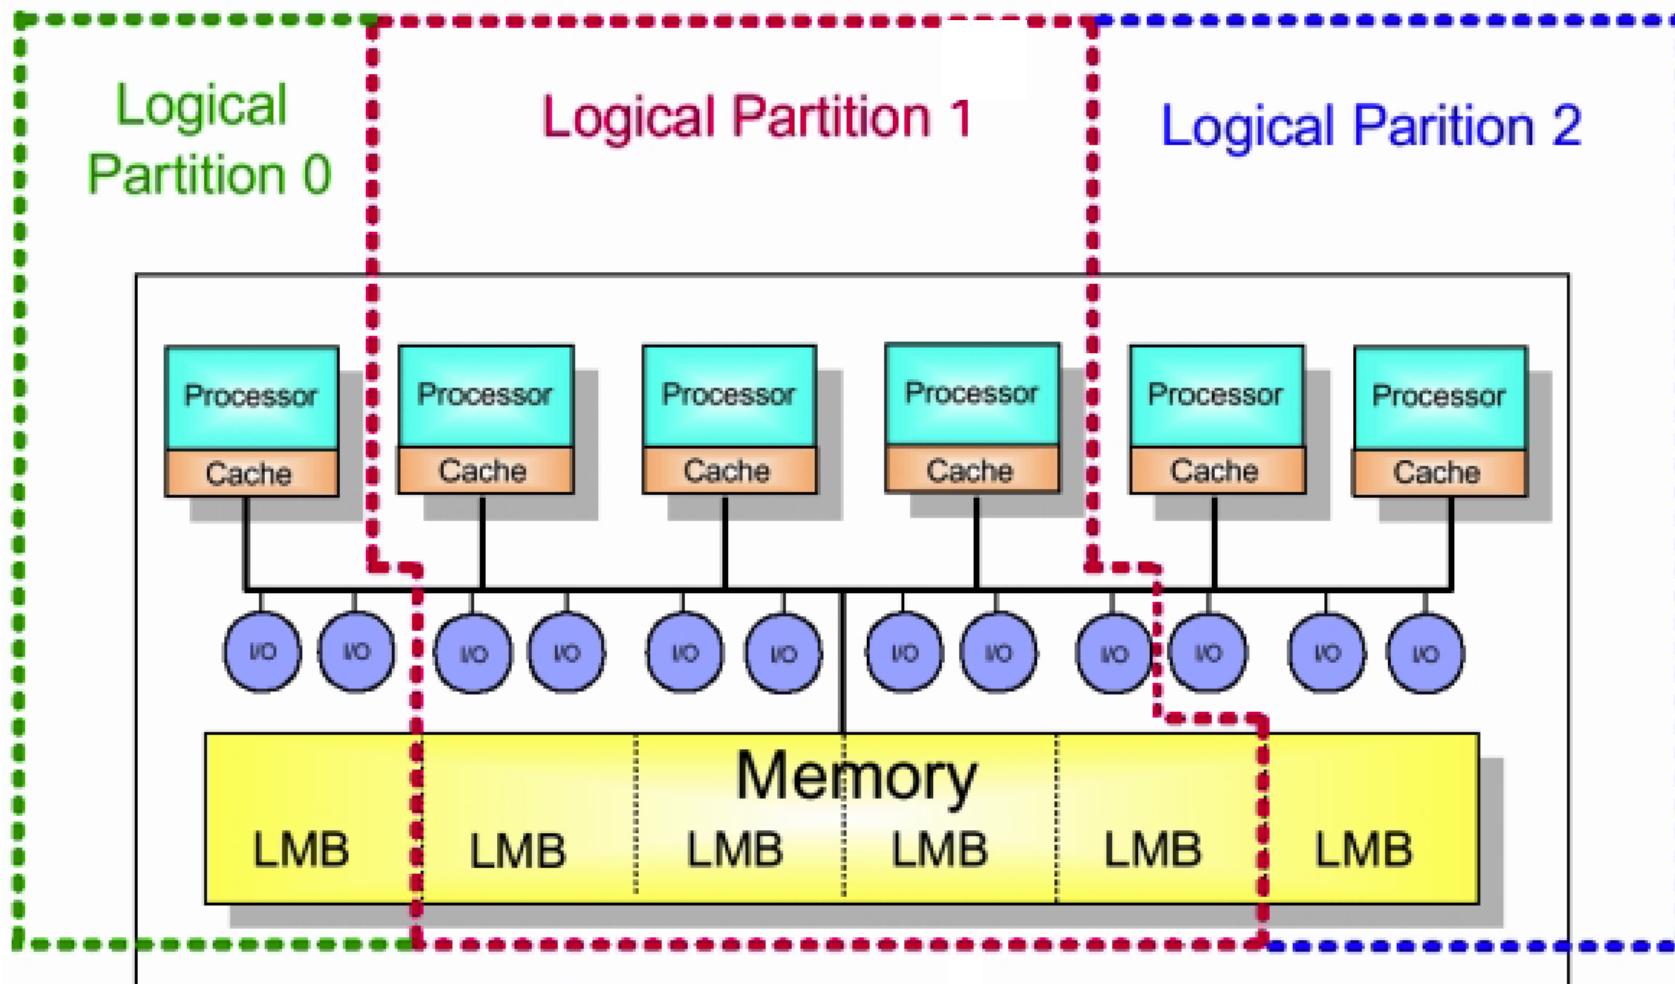 Logical
Partition 0
Logical Partition 1
Logical Parition 2
Processor Processor Processor Processor Processor Processor
Cache Cache Cache Cache Cache Cache
I/O I/O I/O I/O I/O I/O I/O I/O I/O I/O I/O I/O
Memory
LMB LMB LMB LMB LMB LMB